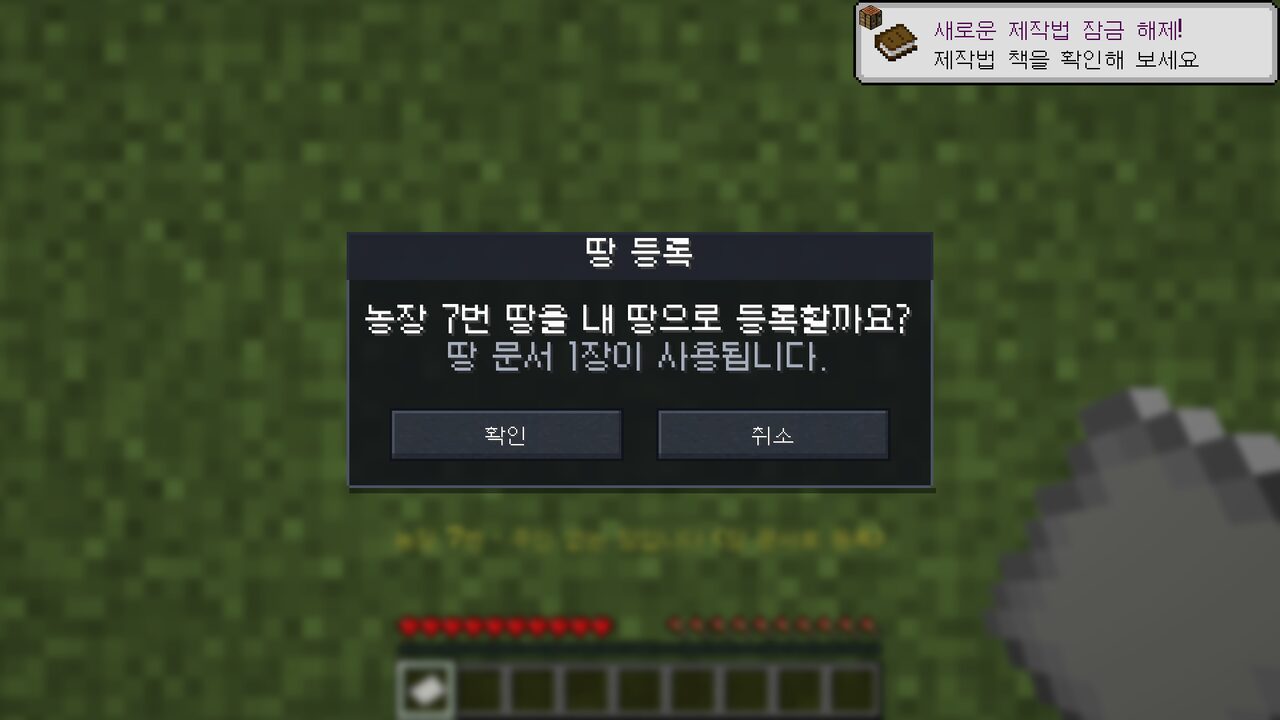 새로운 제작법 잠금 해제!
제작법 책을 확인해 보세요
땅 등록
농장 7번 땅을 내 땅으로 등록할까요?
땅 문서 1장이 사용됩니다.
확인
취소